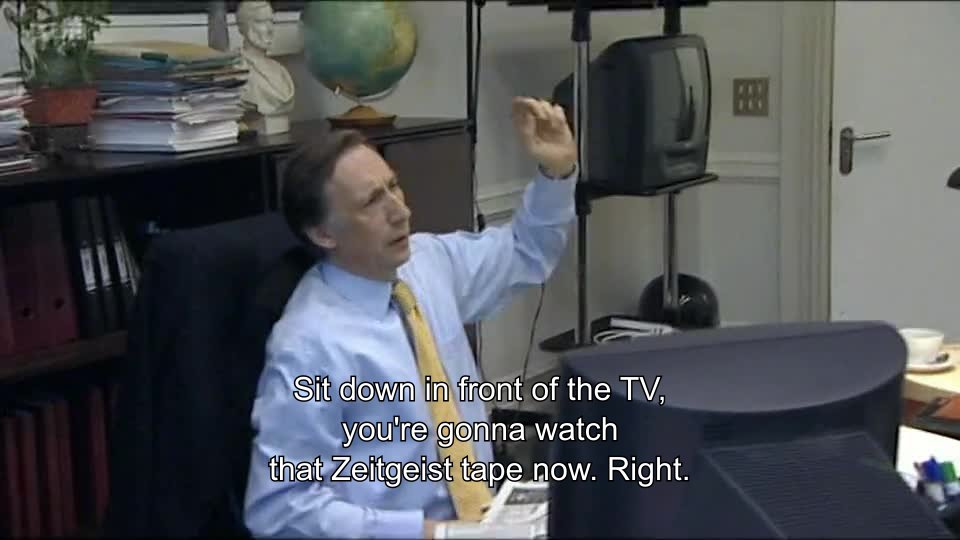 Sit down in front of the TV,
you're gonna watch
that Zeitgeist tape now. Right.